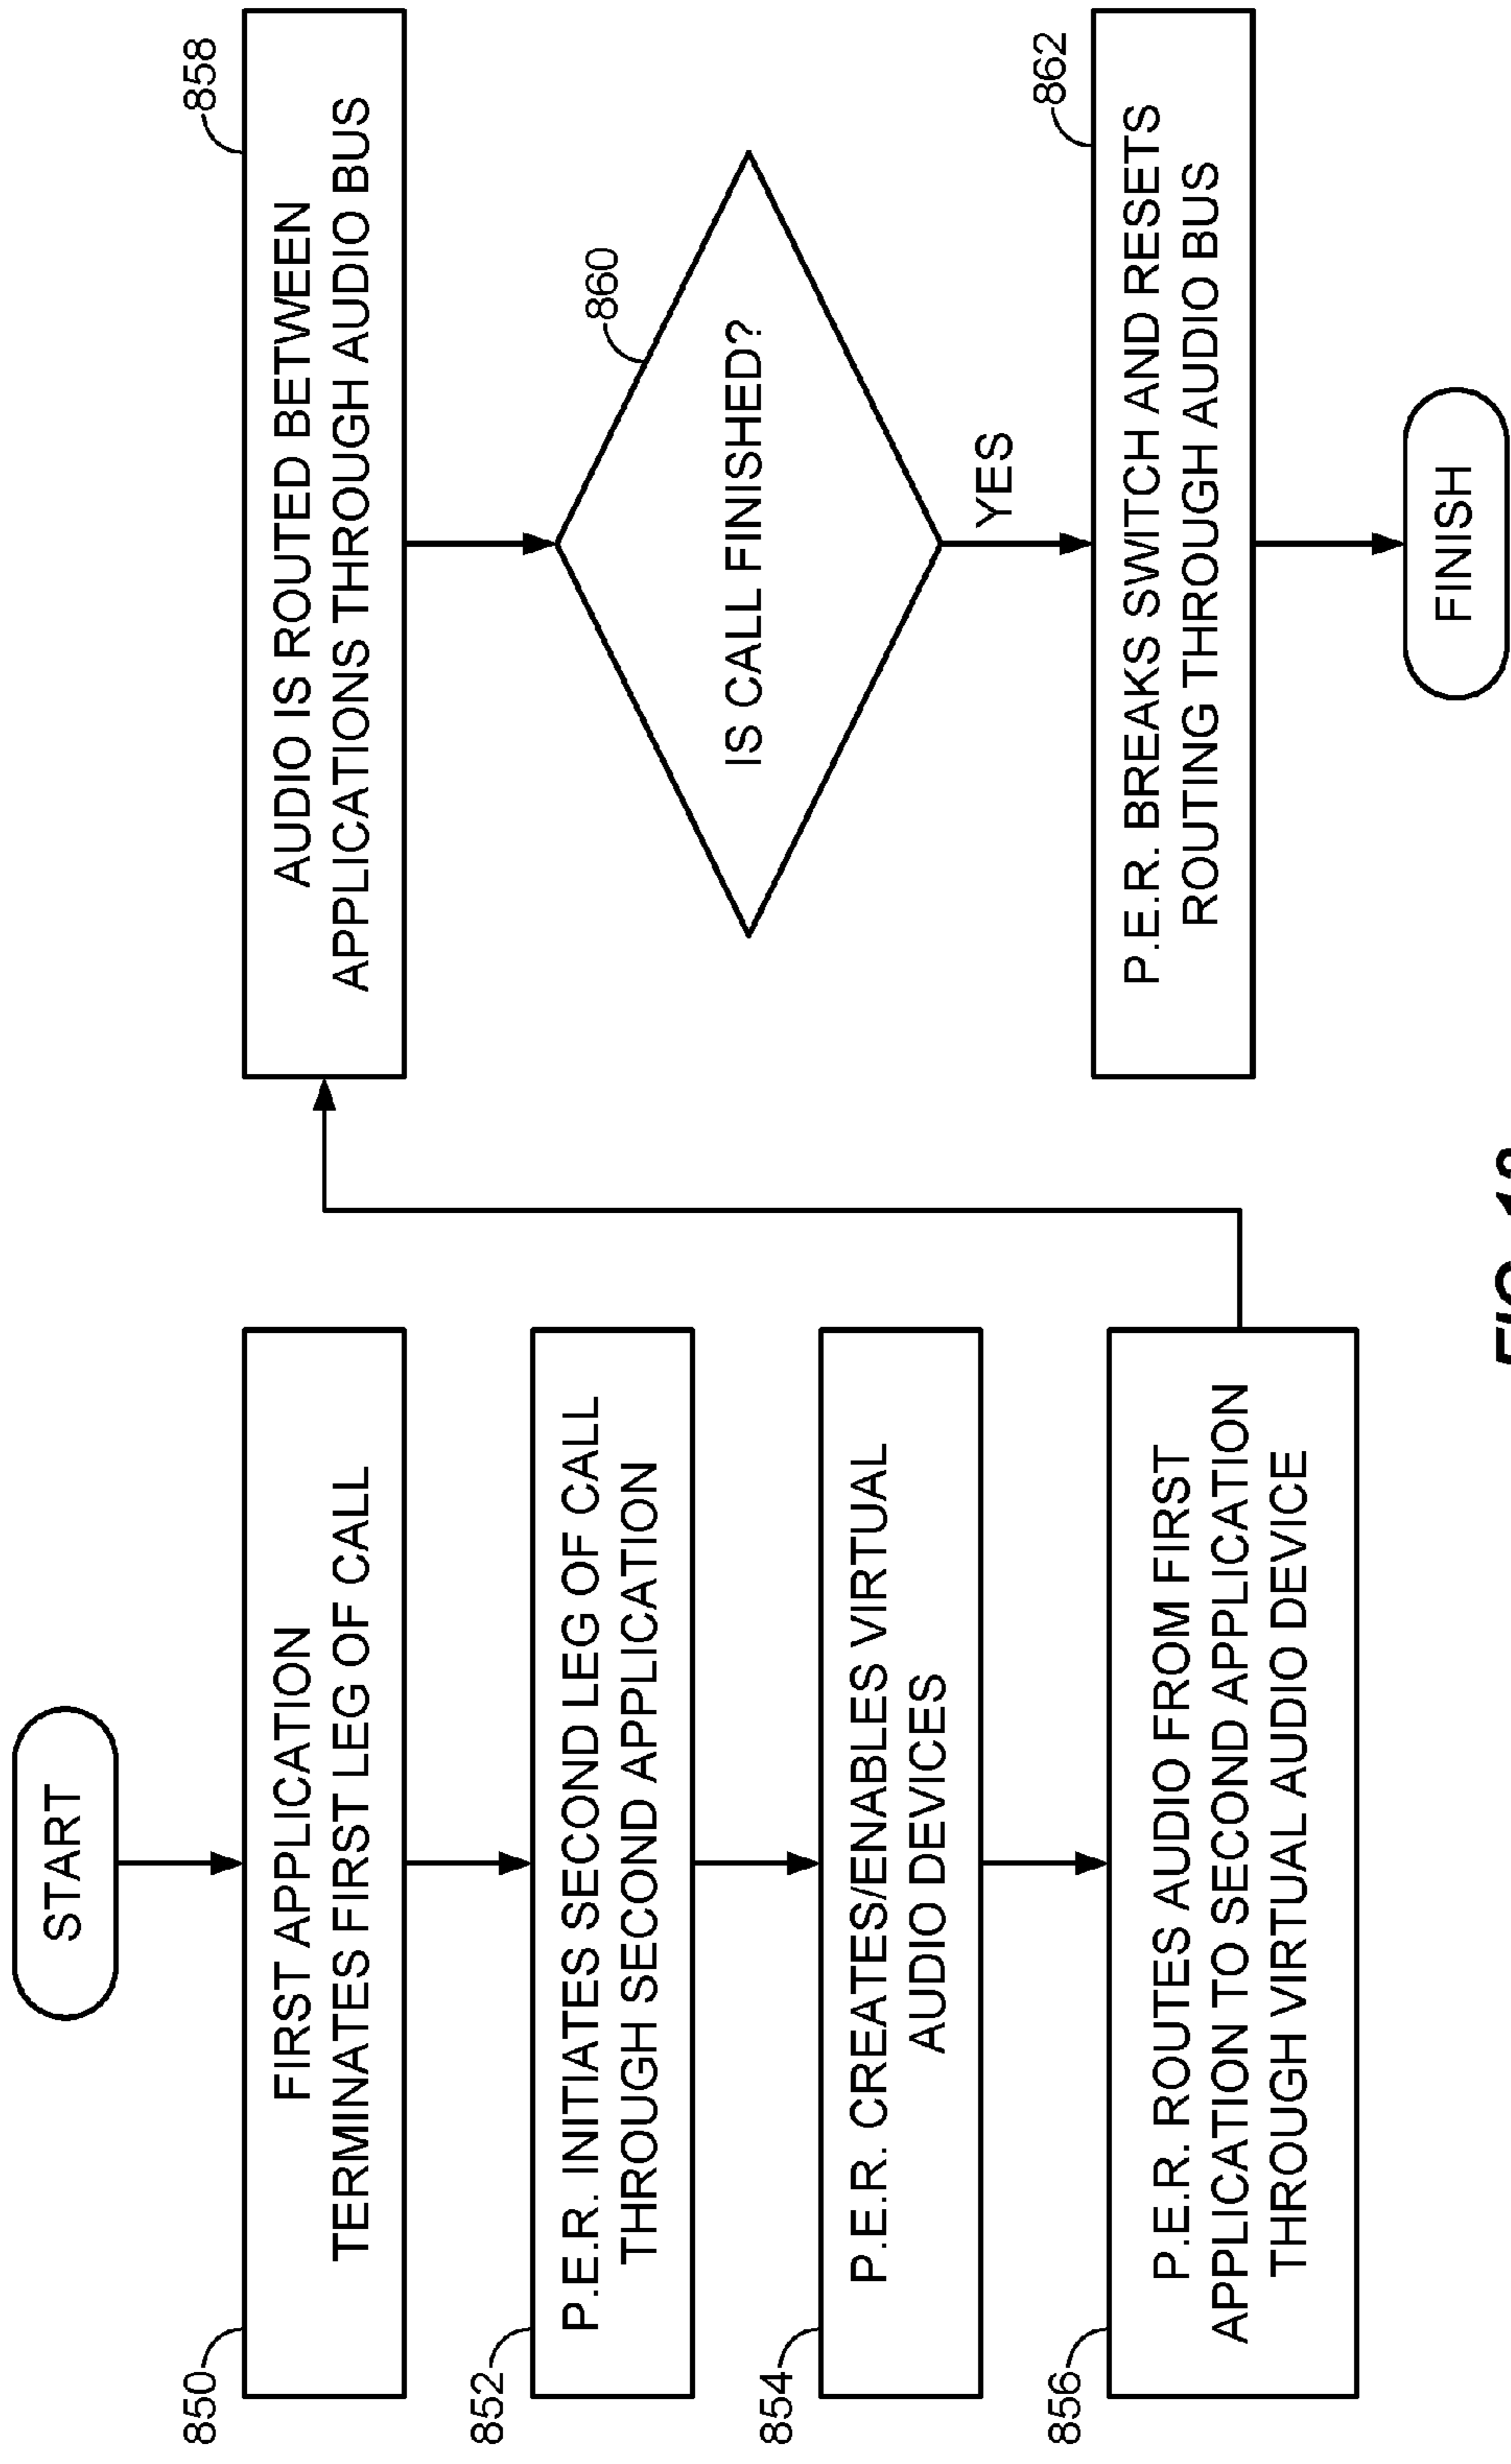 START
850
FIRST APPLICATION
TERMINATES FIRST LEG OF CALL
852
P.E.R. INITIATES SECOND LEG OF CALL
THROUGH SECOND APPLICATION
854
P.E.R. CREATES/ENABLES VIRTUAL
AUDIO DEVICES
856
P.E.R. ROUTES AUDIO FROM FIRST
APPLICATION TO SECOND APPLICATION
THROUGH VIRTUAL AUDIO DEVICE
858
AUDIO IS ROUTED BETWEEN
APPLICATIONS THROUGH AUDIO BUS
860
IS CALL FINISHED?
YES
862
P.E.R. BREAKS SWITCH AND RESETS
ROUTING THROUGH AUDIO BUS
FINISH